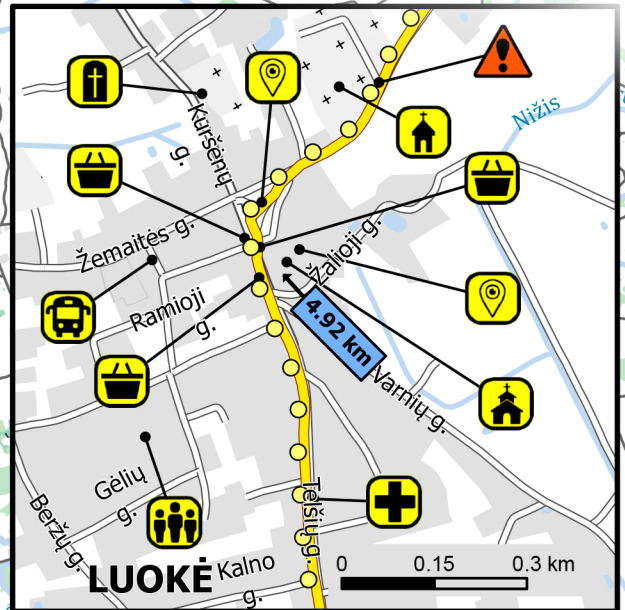 Nižis
Kuršėnų
g.
Žemaitės g.
Žalioji g.
Ramioji
g.
4.92 km
Varnių g.
Gėlių
g.
Beržų g.
Telšių g.
Kalno
g.
LUOKĖ
0 0.15 0.3 km